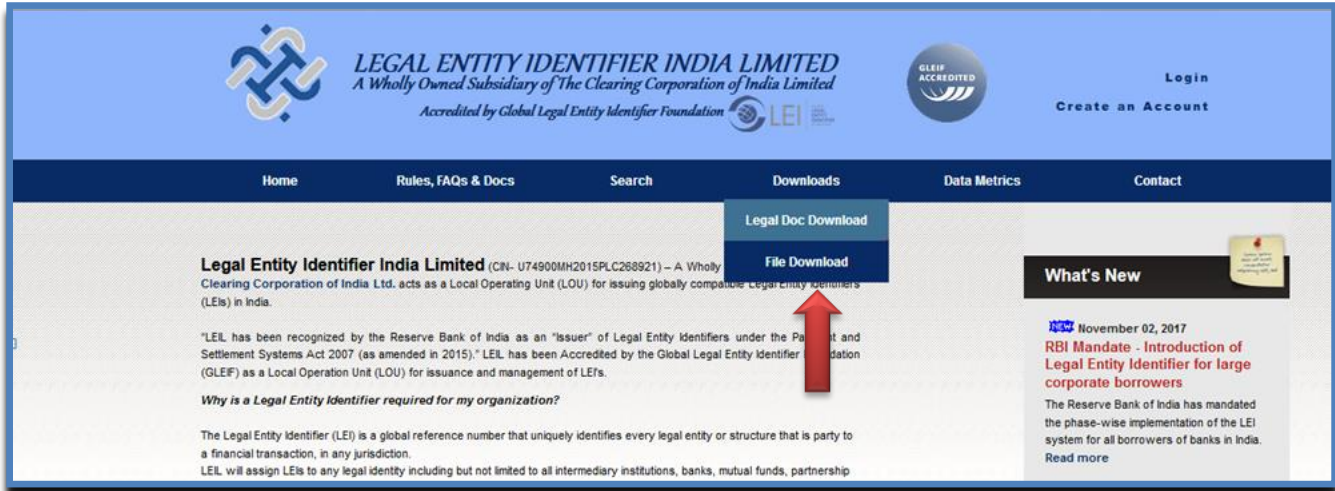 LEGAL ENTITY IDENTIFIER INDIA LIMITED
A Wholly Owned Subsidiary of The Clearing Corporation of India Limited
Accredited by Global Legal Entity Identifier Foundation
LEI
GLEIF
ACCREDITED
Login
Create an Account
Home
Rules, FAQs & Docs
Search
Downloads
Data Metrics
Contact
Legal Doc Download
File Download
Legal Entity Identifier India Limited (CIN- U74900MH2015PLC268921) – A Wholly
Clearing Corporation of India Ltd. acts as a Local Operating Unit (LOU) for issuing globally compatible Legal Entity Identifiers
(LEIs) in India.
"LEIL has been recognized by the Reserve Bank of India as an "Issuer" of Legal Entity Identifiers under the and
Settlement Systems Act 2007 (as amended in 2015)." LEIL has been Accredited by the Global Legal Entity Identifier
(GLEIF) as a Local Operation Unit (LOU) for issuance and management of LEI's.
Why is a Legal Entity Identifier required for my organization?
The Legal Entity Identifier (LEI) is a global reference number that uniquely identifies every legal entity or structure that is party to
a financial transaction, in any jurisdiction.
LEIL will assign LEIs to any legal identity including but not limited to all intermediary institutions, banks, mutual funds, partnership
What's New
NEW November 02, 2017
RBI Mandate - Introduction of
Legal Entity Identifier for large
corporate borrowers
The Reserve Bank of India has mandated
the phase-wise implementation of the LEI
system for all borrowers of banks in India.
Read more